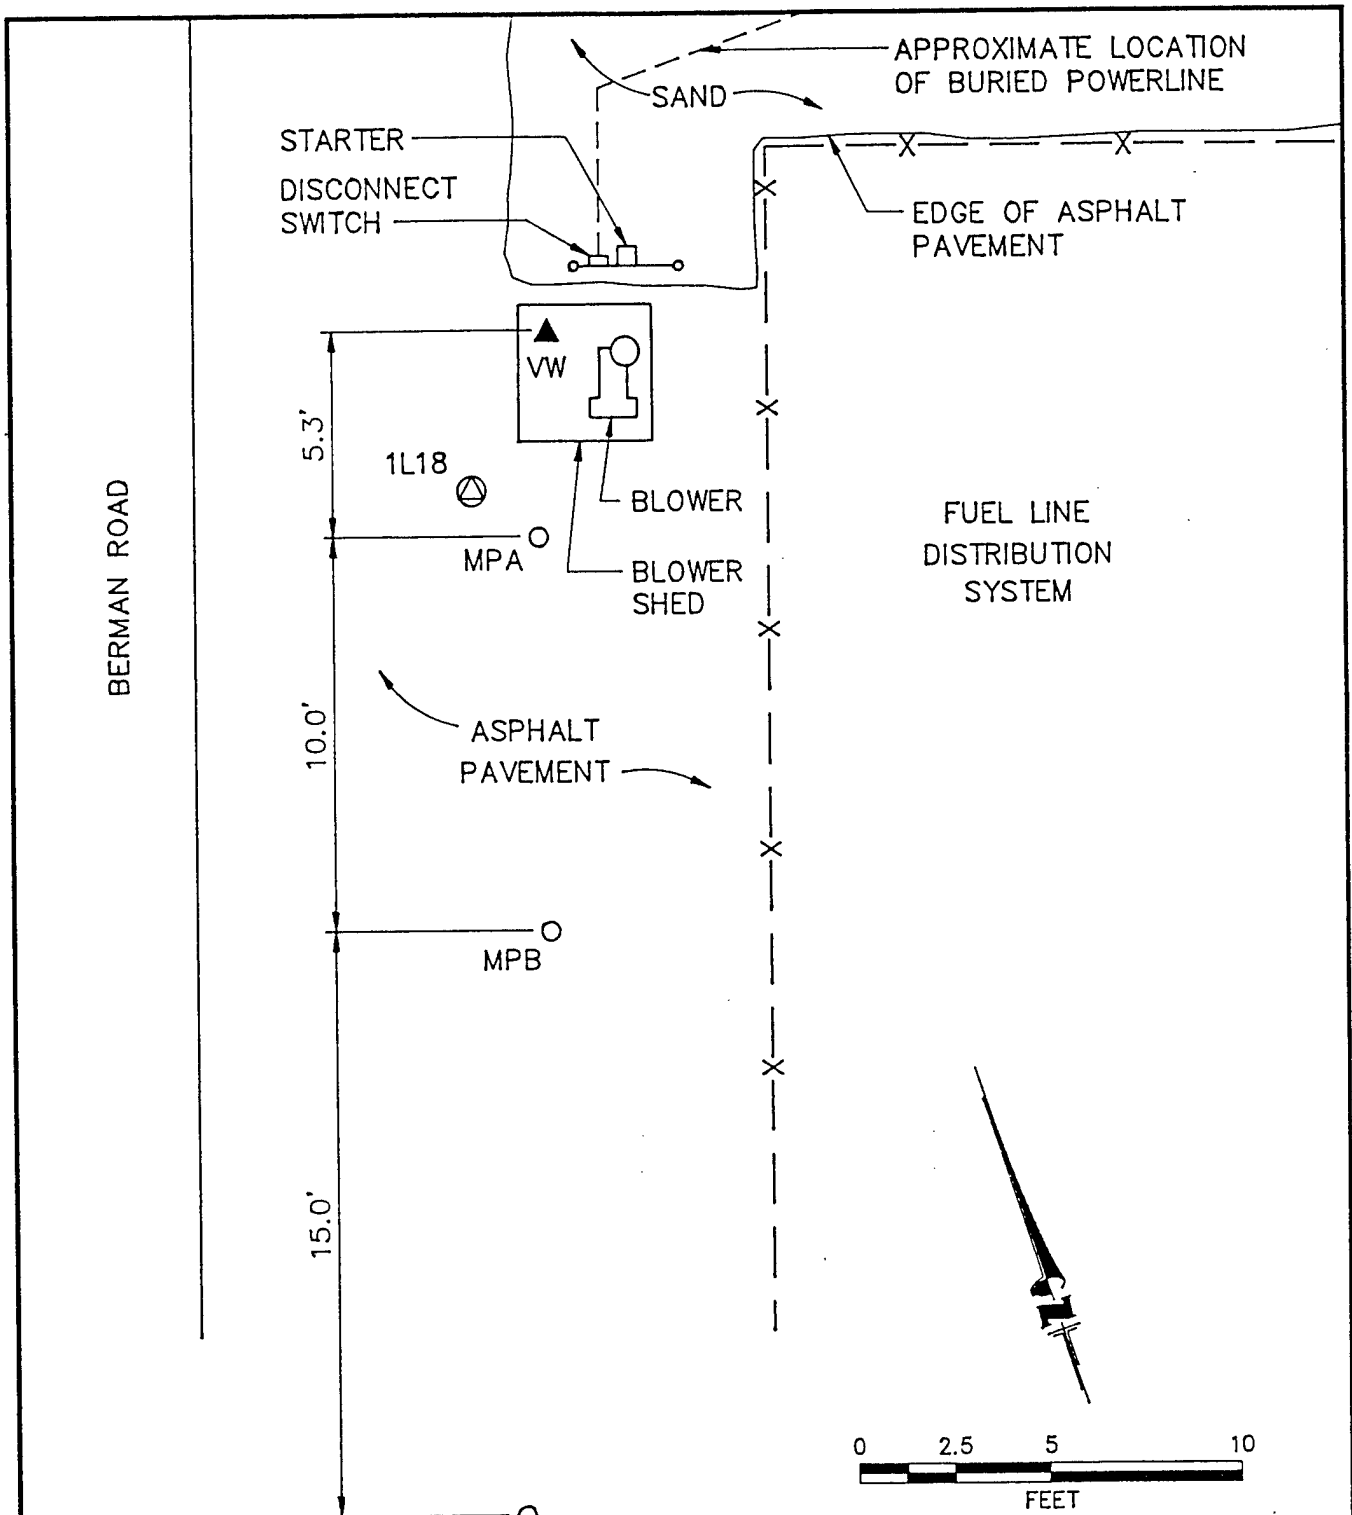 APPROXIMATE LOCATION
OF BURIED POWERLINE
SAND
STARTER
DISCONNECT
SWITCH
EDGE OF ASPHALT
PAVEMENT
VW
5.3'
1L18
BLOWER
MPA
BLOWER
SHED
FUEL LINE
DISTRIBUTION
SYSTEM
BERMAN ROAD
10.0'
ASPHALT
PAVEMENT
MPB
15.0'
N
0 2.5 5 10
FEET